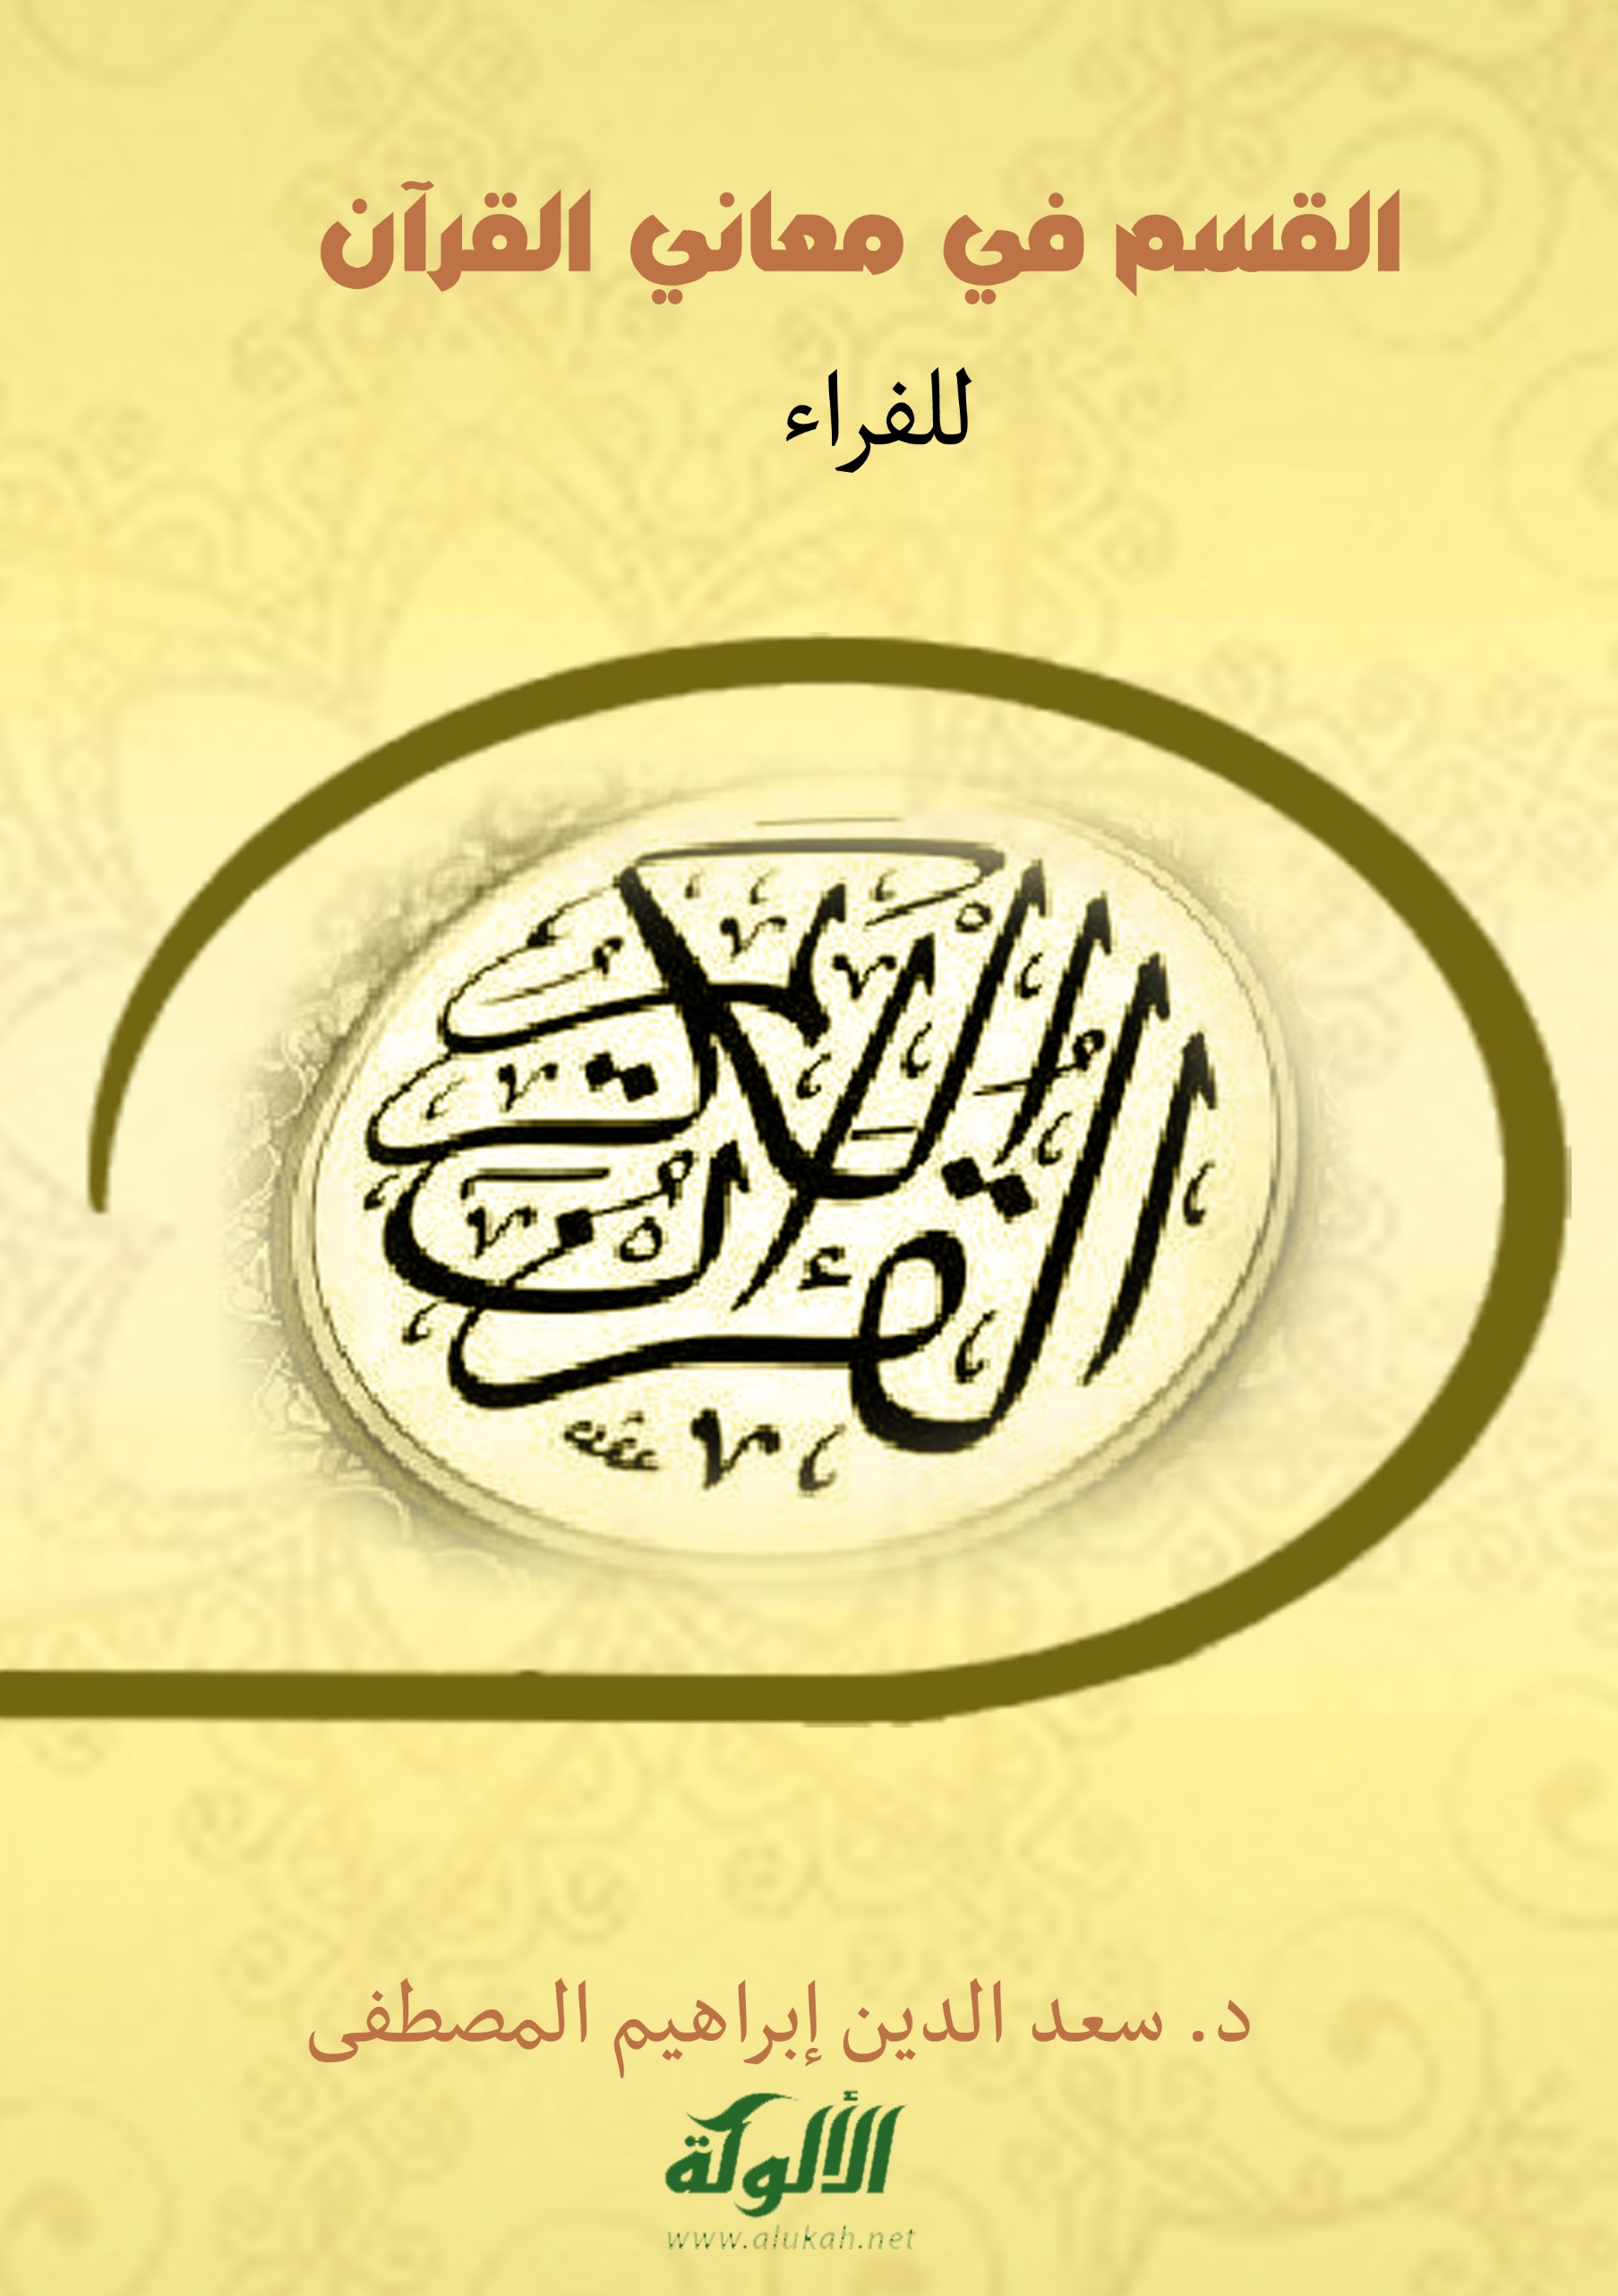 القسم في معاني القرآن
للفراء
القرآن الكريم
د. سعد الدين إبراهيم المصطفى
الألوكة
www.alukah.net